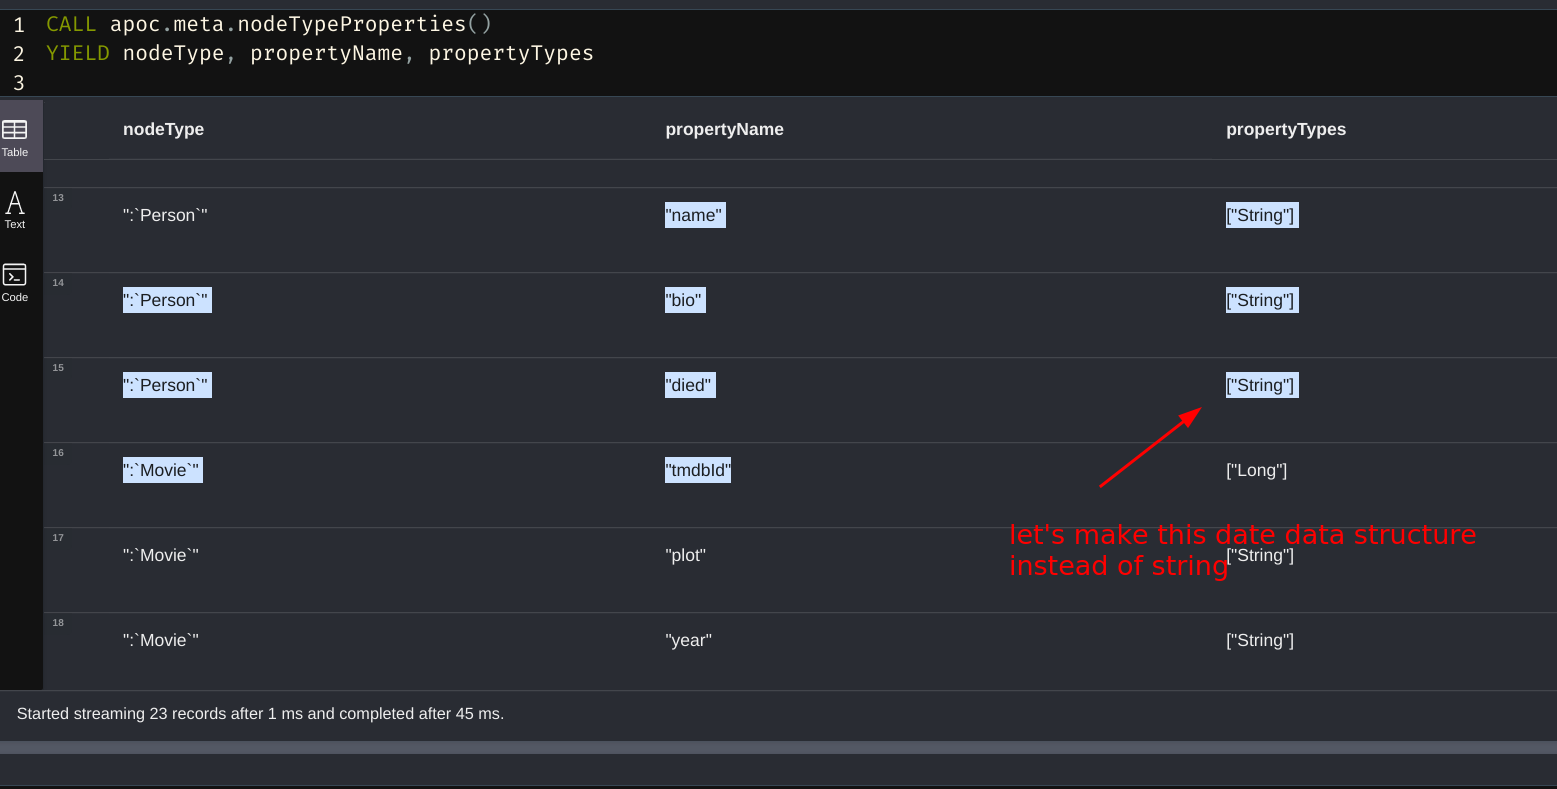 1 CALL apoc.meta.nodeTypeProperties()
2 YIELD nodeType, propertyName, propertyTypes
3
nodeType propertyName propertyTypes
Table
13 ":`Person`" "name" ["String"]
Text
14 ":`Person`" "bio" ["String"]
Code
15 ":`Person`" "died" ["String"]
16 ":`Movie`" "tmdbId" ["Long"]
let's make this date data structure
instead of string
17 ":`Movie`" "plot" ["String"]
18 ":`Movie`" "year" ["String"]
Started streaming 23 records after 1 ms and completed after 45 ms.